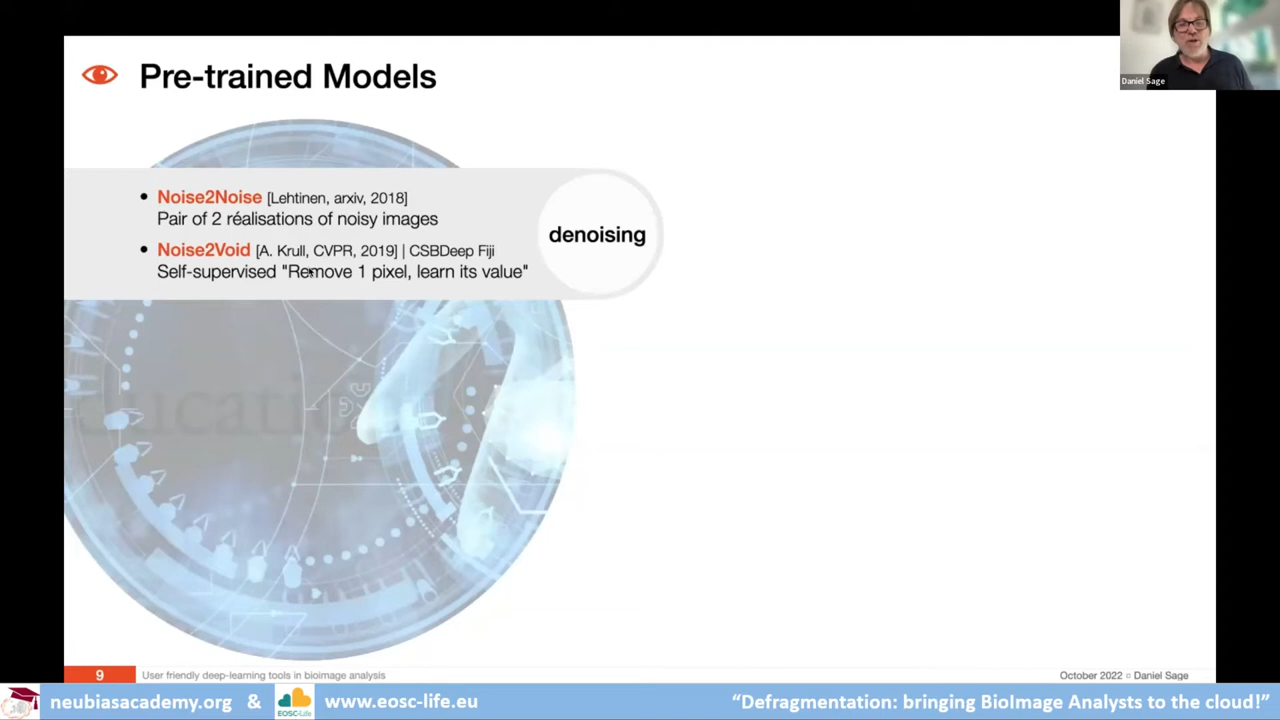 Daniel Sage
Pre-trained Models
• Noise2Noise [Lehtinen, arxiv, 2018]
Pair of 2 réalisations of noisy images
• Noise2Void [A. Krull, CVPR, 2019] | CSBDeep Fiji
Self-supervised "Remove 1 pixel, learn its value"
denoising
ducati
9 User friendly deep-learning tools in bioimage analysis October 2022 □ Daniel Sage
neubiasacademy.org & EOSC-Life www.eosc-life.eu “Defragmentation: bringing BioImage Analysts to the cloud!”